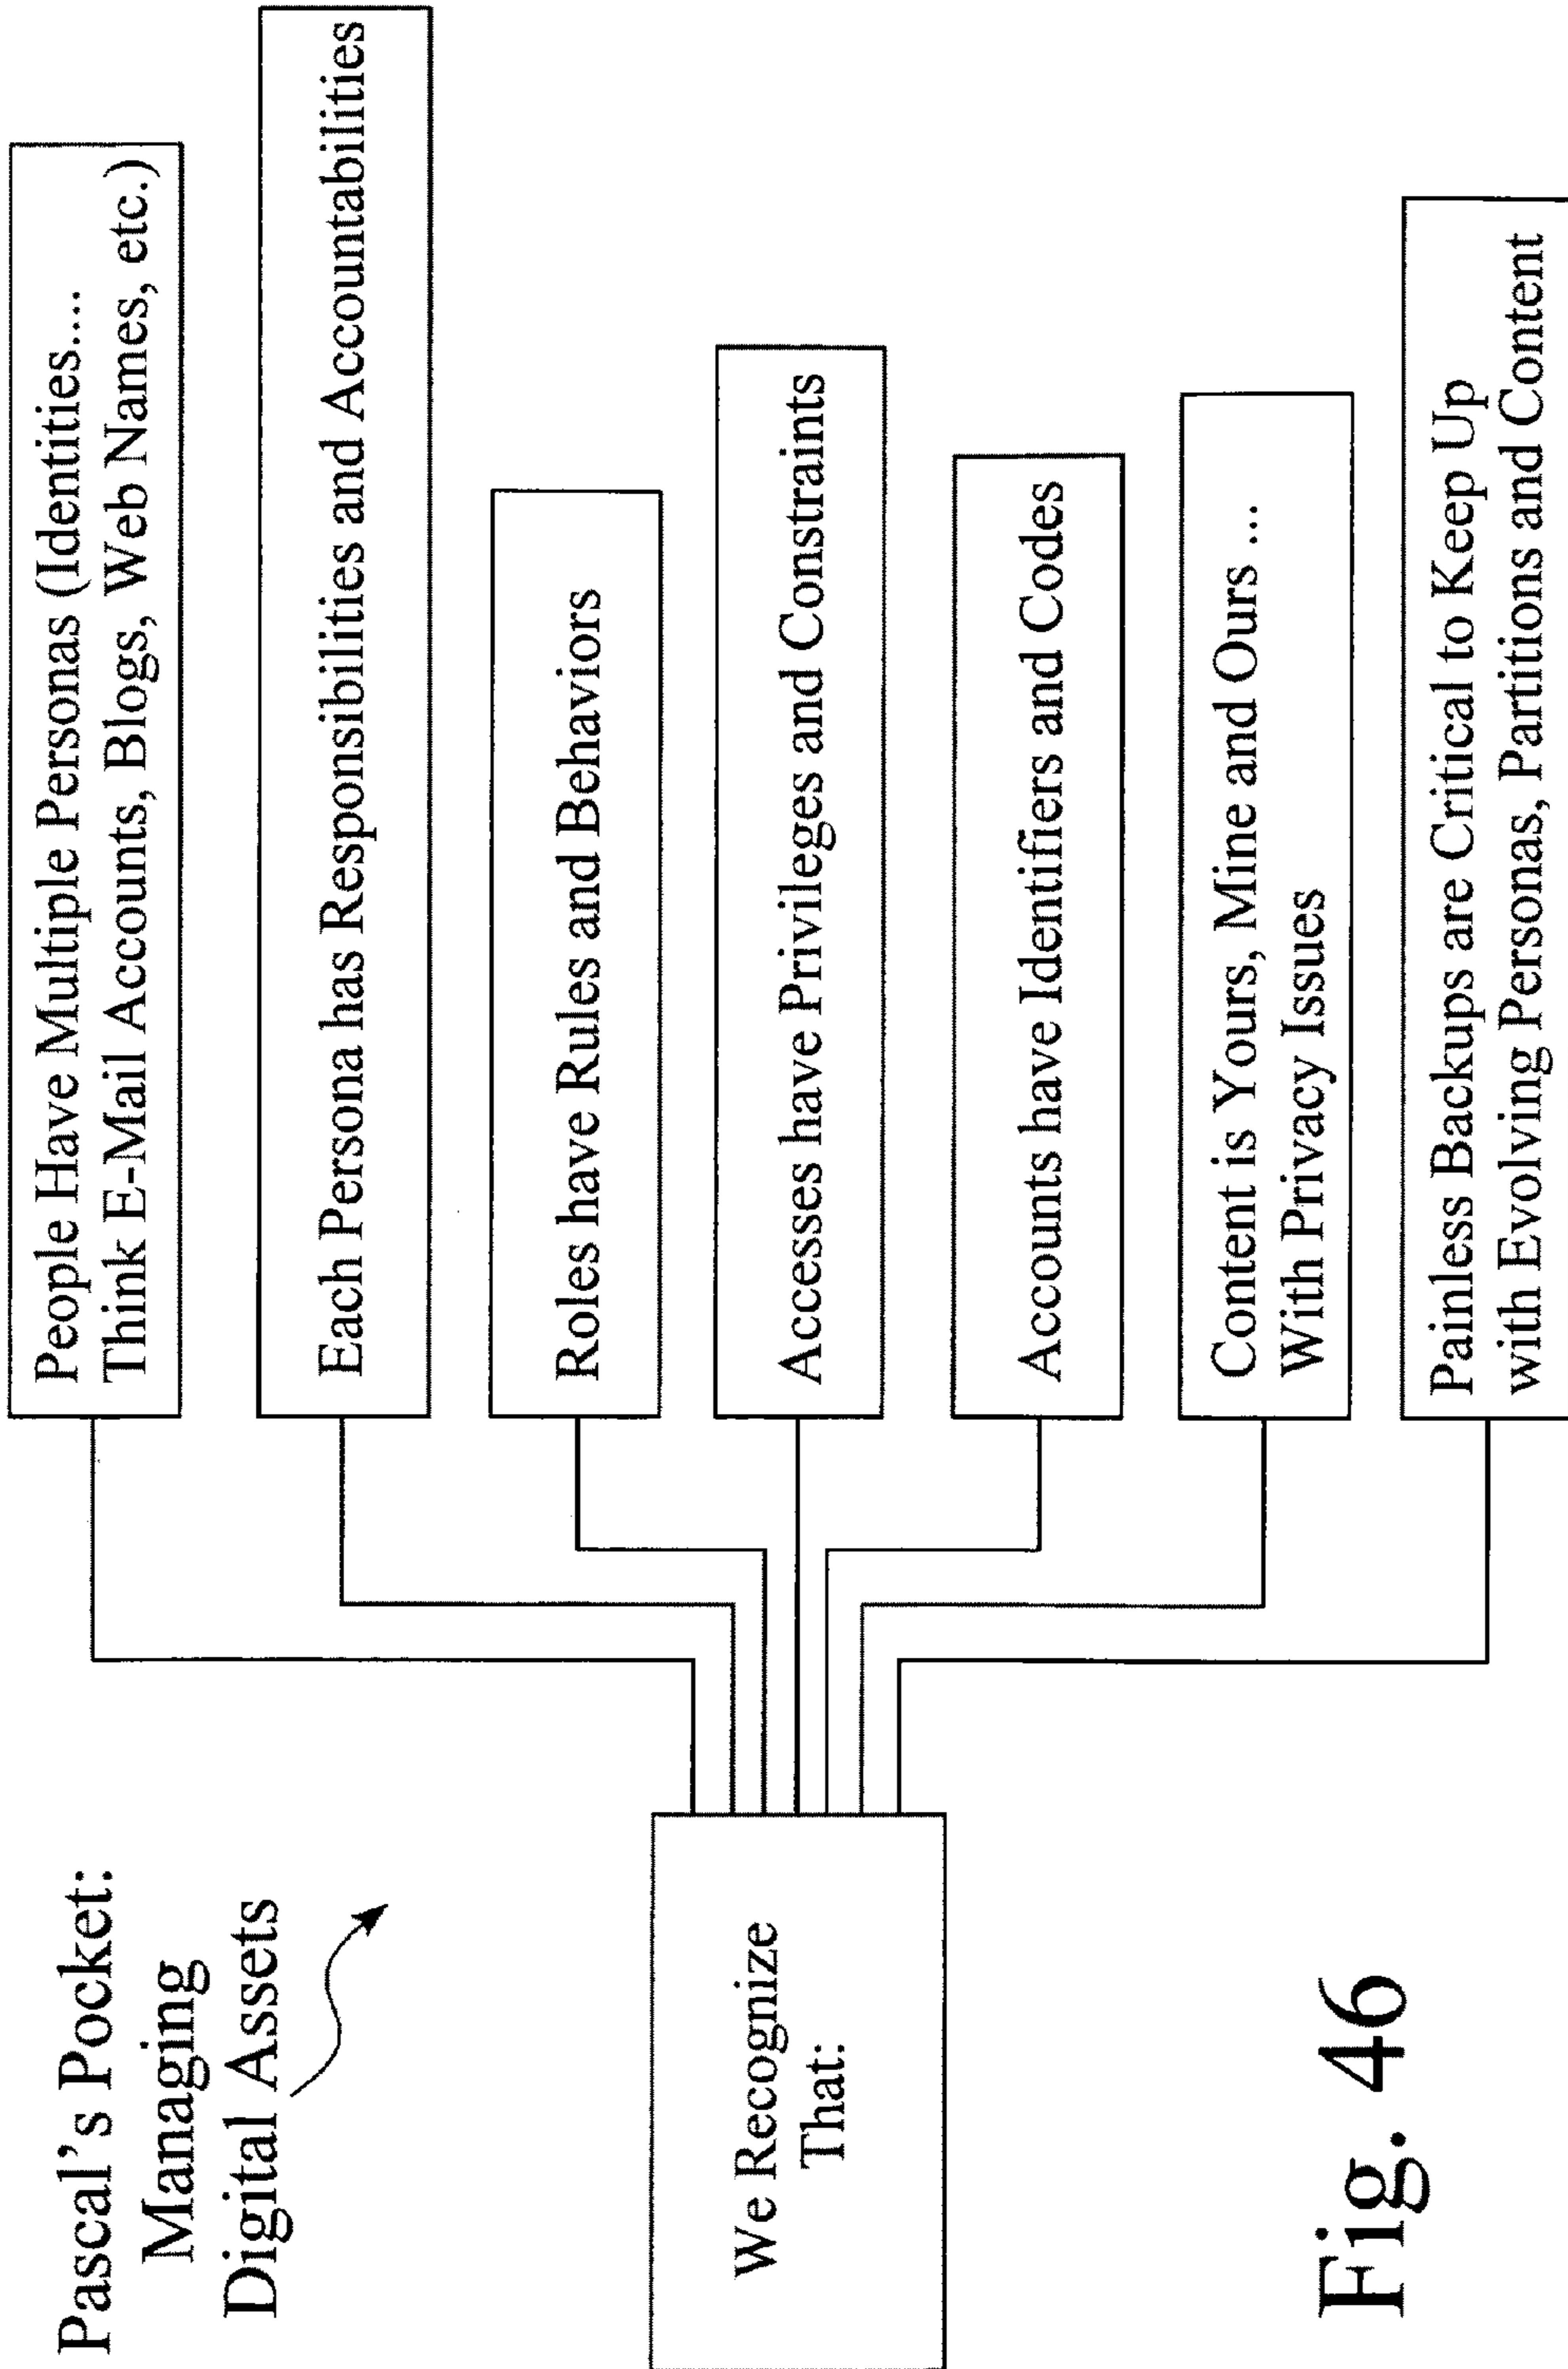 Pascal's Pocket:
Managing
Digital Assets
We Recognize
That:
People Have Multiple Personas (Identities....
Think E-Mail Accounts, Blogs, Web Names, etc.)
Each Persona has Responsibilities and Accountabilities
Roles have Rules and Behaviors
Accesses have Privileges and Constraints
Accounts have Identifiers and Codes
Content is Yours, Mine and Ours ...
With Privacy Issues
Painless Backups are Critical to Keep Up
with Evolving Personas, Partitions and Content
Fig. 46